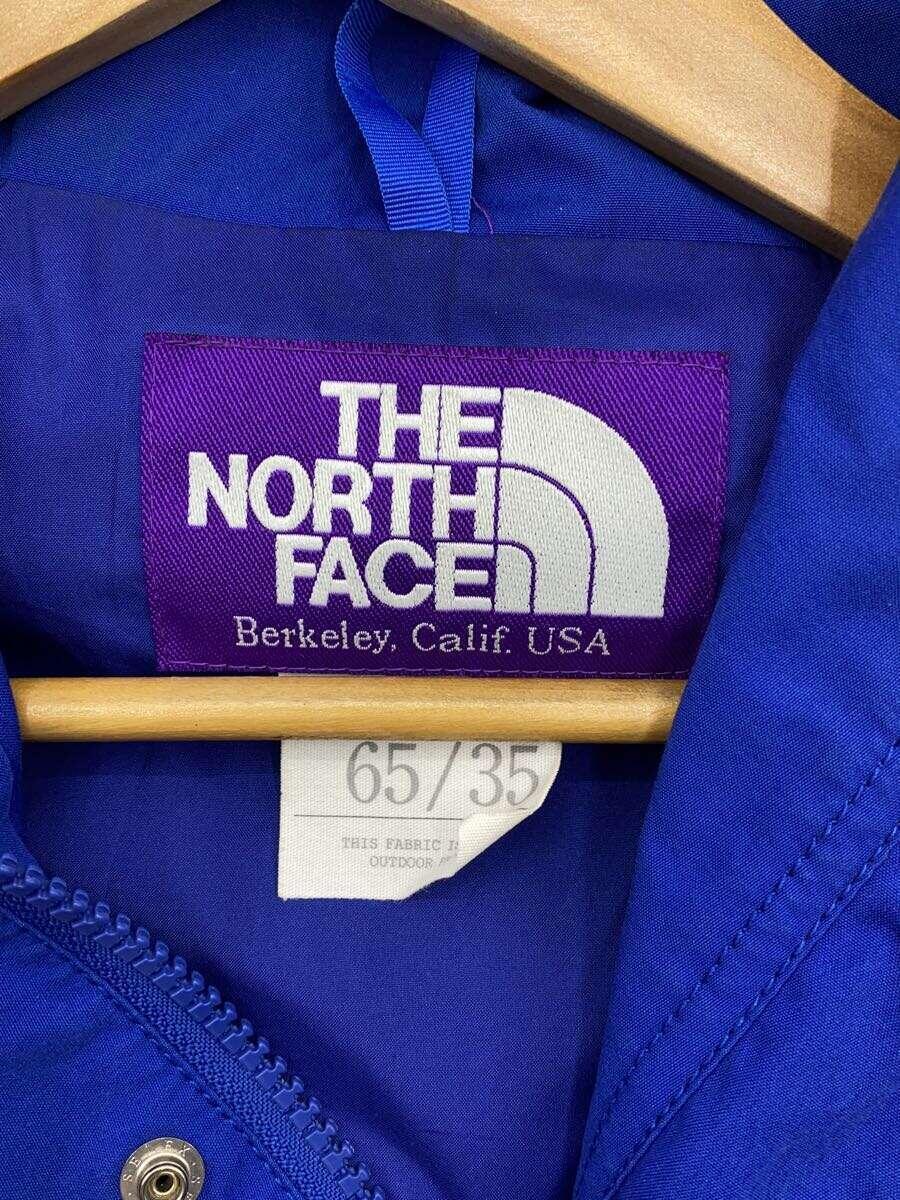 THE
NORTH
FACE
Berkeley, Calif. USA
65/35
THIS FABRIC
OUTDOOR